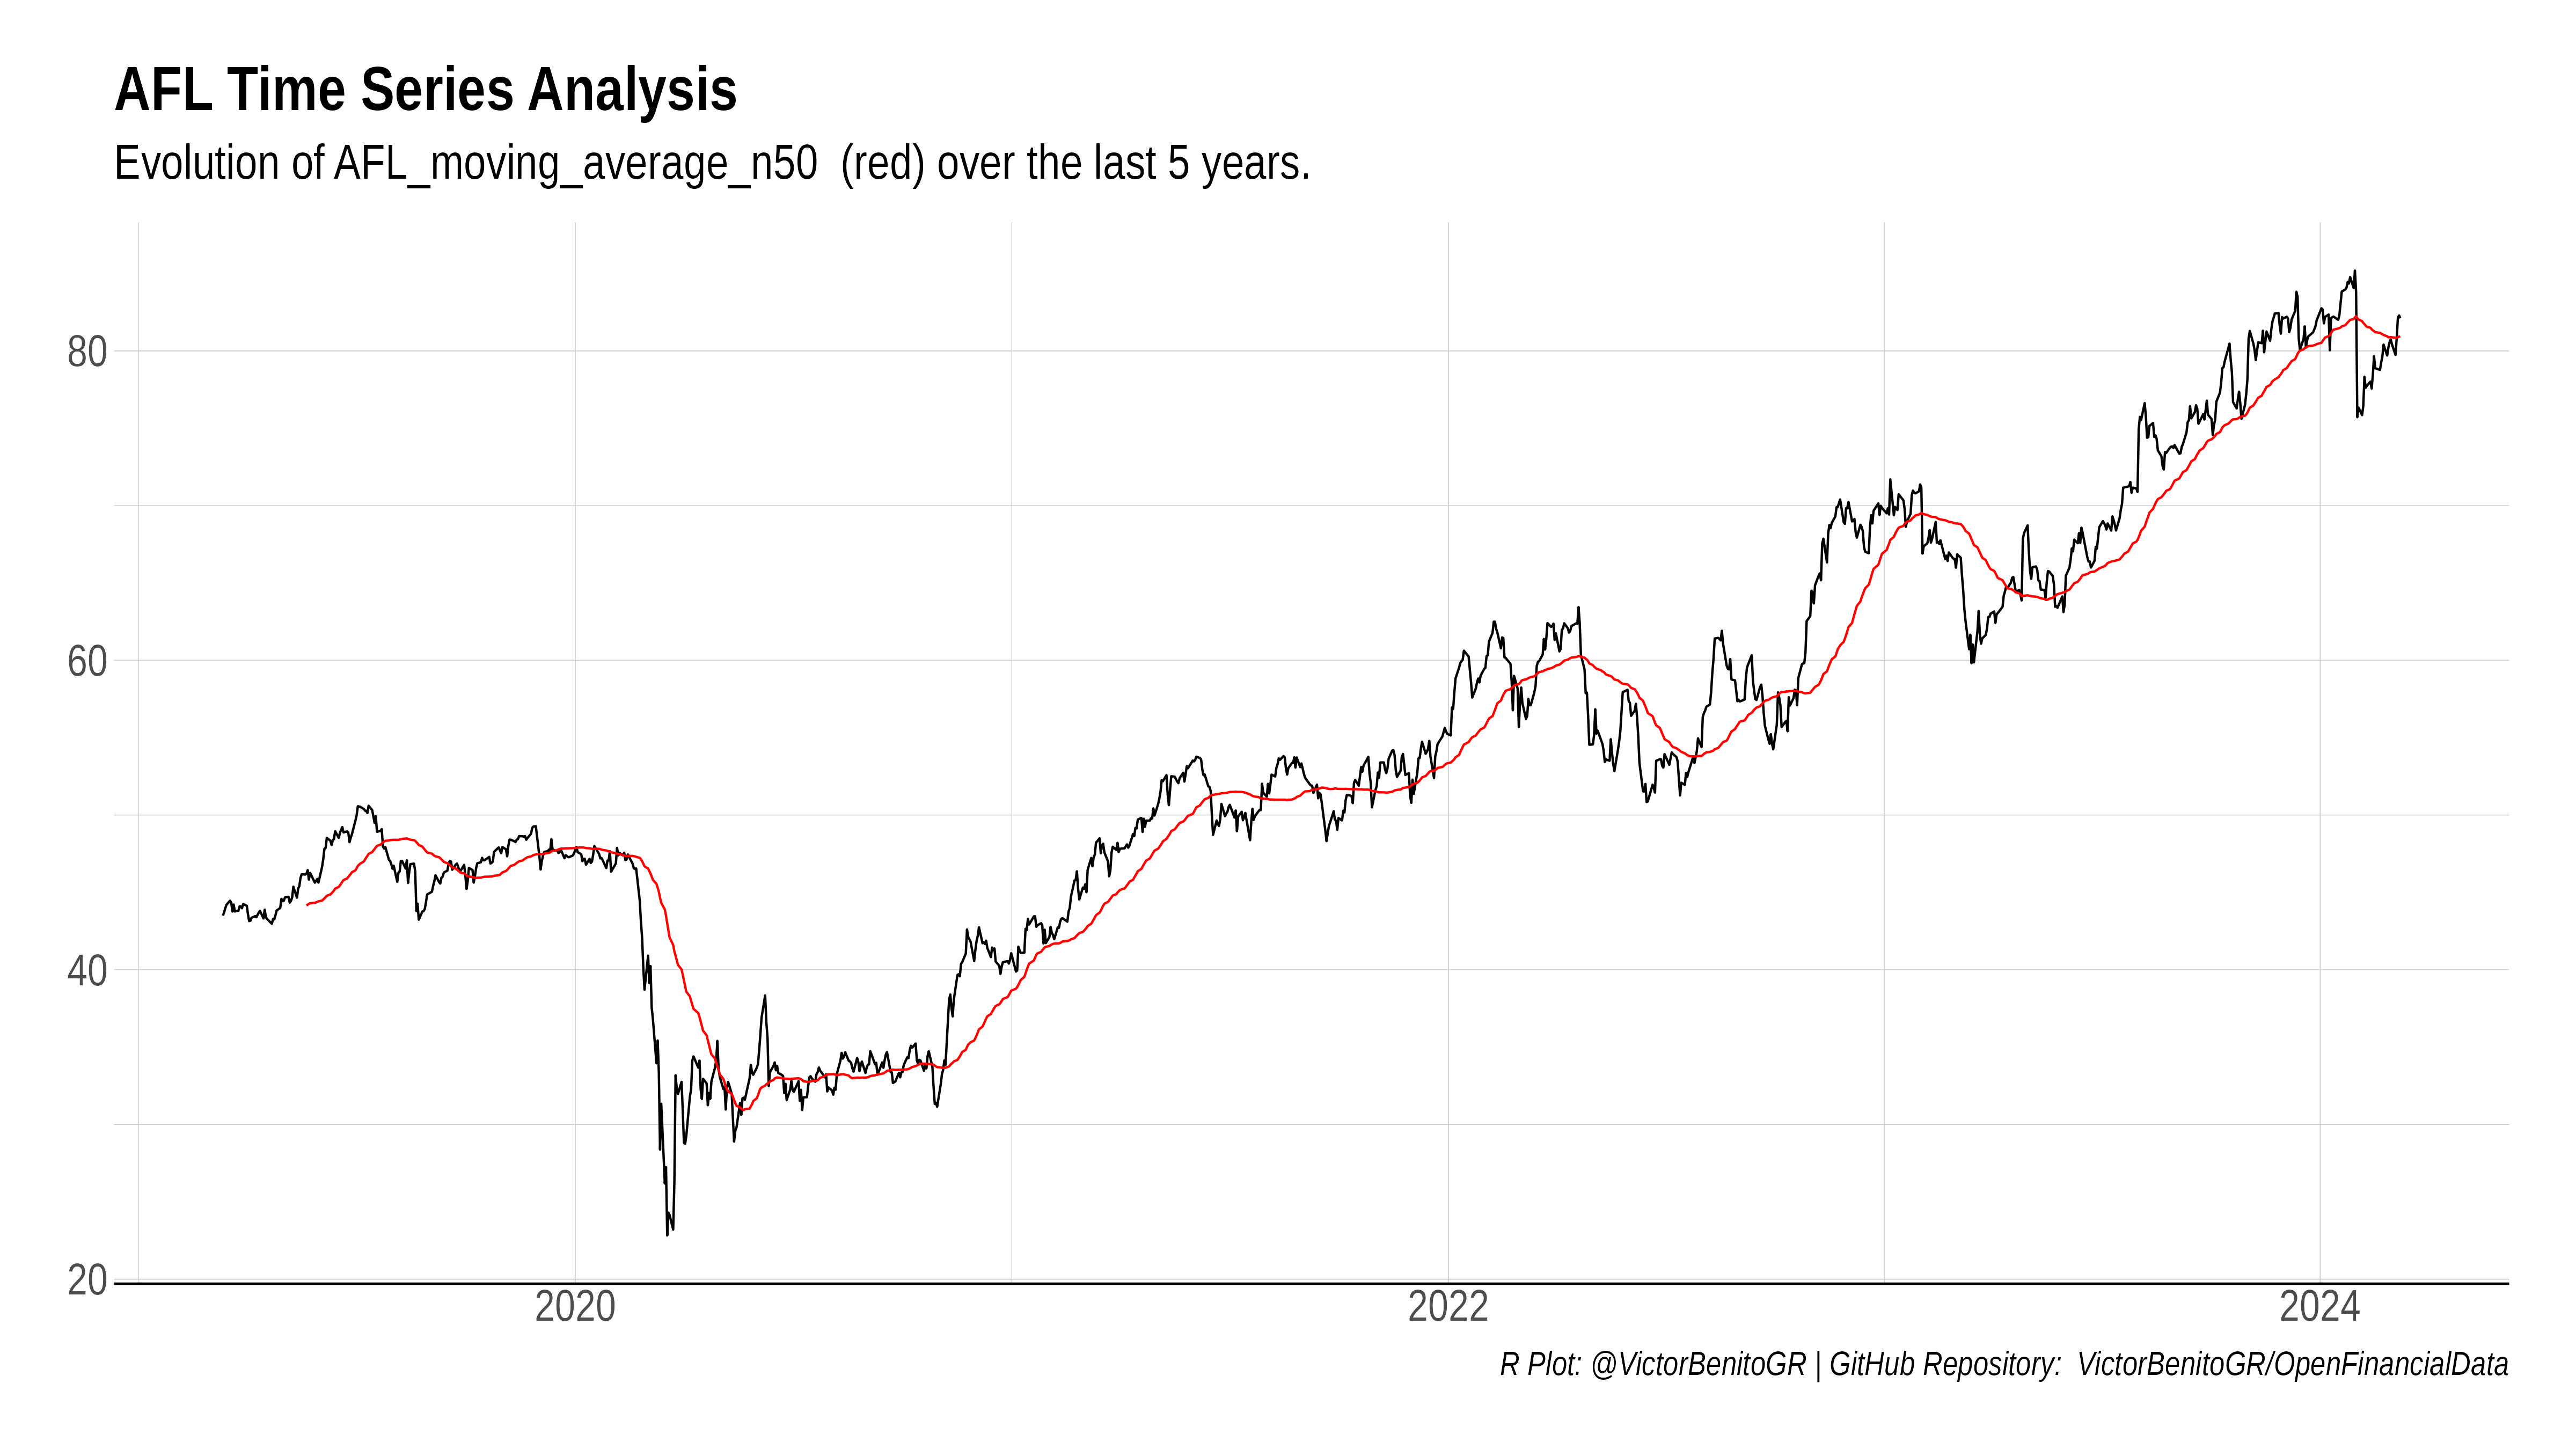 AFL Time Series Analysis
Evolution of AFL_moving_average_n50  (red) over the last 5 years.
80
60
40
20
2020 2022 2024
R Plot: @VictorBenitoGR | GitHub Repository:  VictorBenitoGR/OpenFinancialData